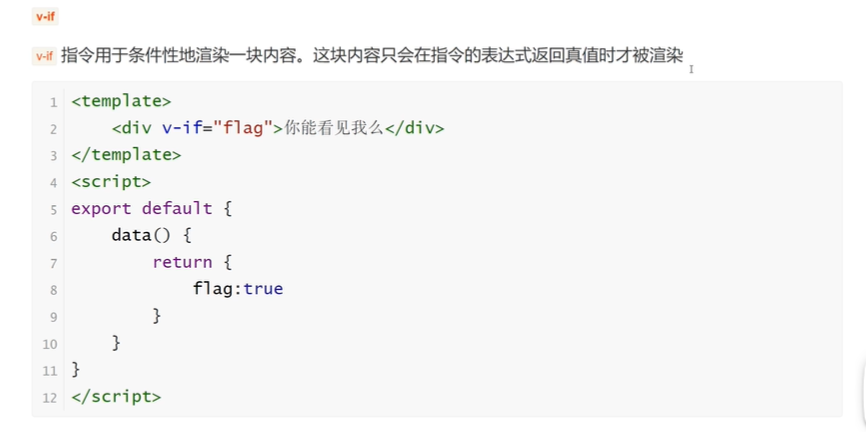 v-if
v-if 指令用于条件性地渲染一块内容。这块内容只会在指令的表达式返回真值时才被渲染
1 <template>
2     <div v-if="flag">你能看见我么</div>
3 </template>
4 <script>
5 export default {
6     data() {
7         return {
8             flag:true
9         }
10     }
11 }
12 </script>